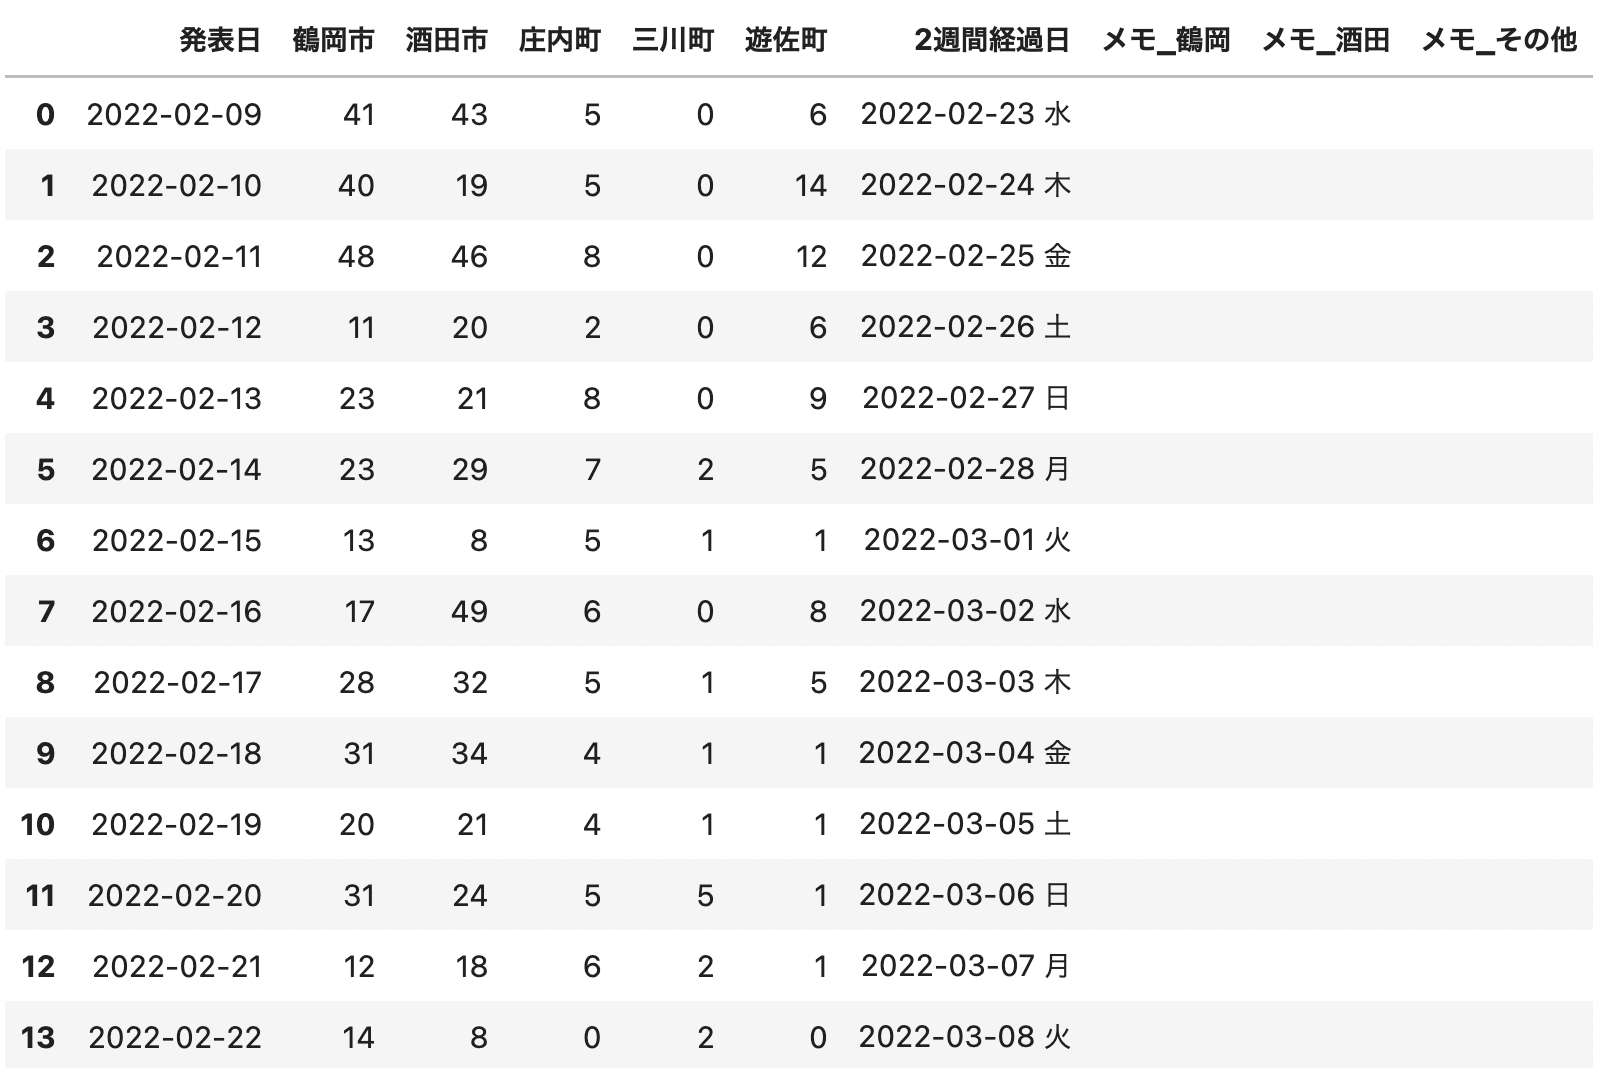 発表日 鶴岡市 酒田市 庄内町 三川町 遊佐町 2週間経過日 メモ_鶴岡 メモ_酒田 メモ_その他
0 2022-02-09 41 43 5 0 6 2022-02-23 水
1 2022-02-10 40 19 5 0 14 2022-02-24 木
2 2022-02-11 48 46 8 0 12 2022-02-25 金
3 2022-02-12 11 20 2 0 6 2022-02-26 土
4 2022-02-13 23 21 8 0 9 2022-02-27 日
5 2022-02-14 23 29 7 2 5 2022-02-28 月
6 2022-02-15 13 8 5 1 1 2022-03-01 火
7 2022-02-16 17 49 6 0 8 2022-03-02 水
8 2022-02-17 28 32 5 1 5 2022-03-03 木
9 2022-02-18 31 34 4 1 1 2022-03-04 金
10 2022-02-19 20 21 4 1 1 2022-03-05 土
11 2022-02-20 31 24 5 5 1 2022-03-06 日
12 2022-02-21 12 18 6 2 1 2022-03-07 月
13 2022-02-22 14 8 0 2 0 2022-03-08 火